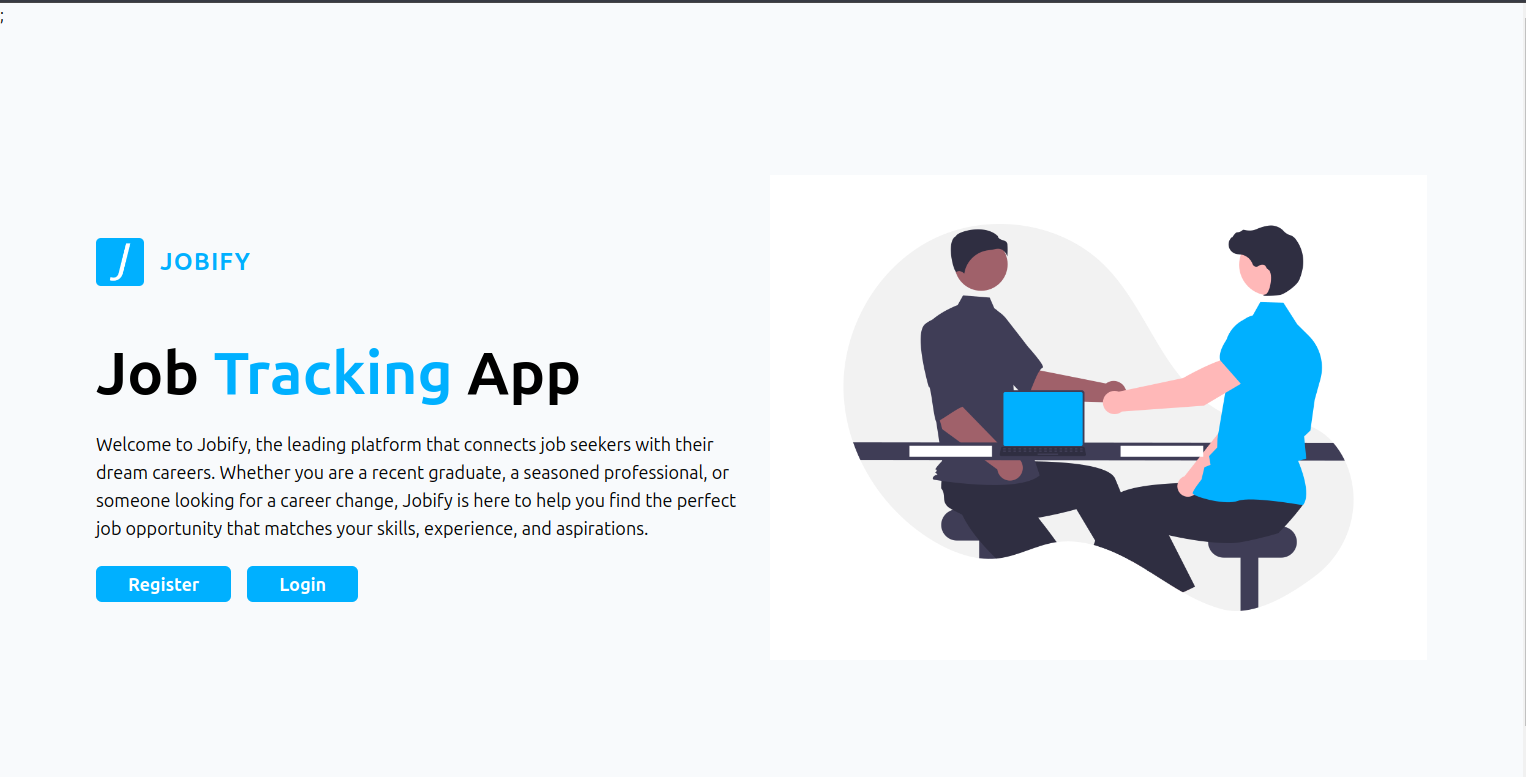 ;
J JOBIFY
Job Tracking App
Welcome to Jobify, the leading platform that connects job seekers with their
dream careers. Whether you are a recent graduate, a seasoned professional, or
someone looking for a career change, Jobify is here to help you find the perfect
job opportunity that matches your skills, experience, and aspirations.
Register Login